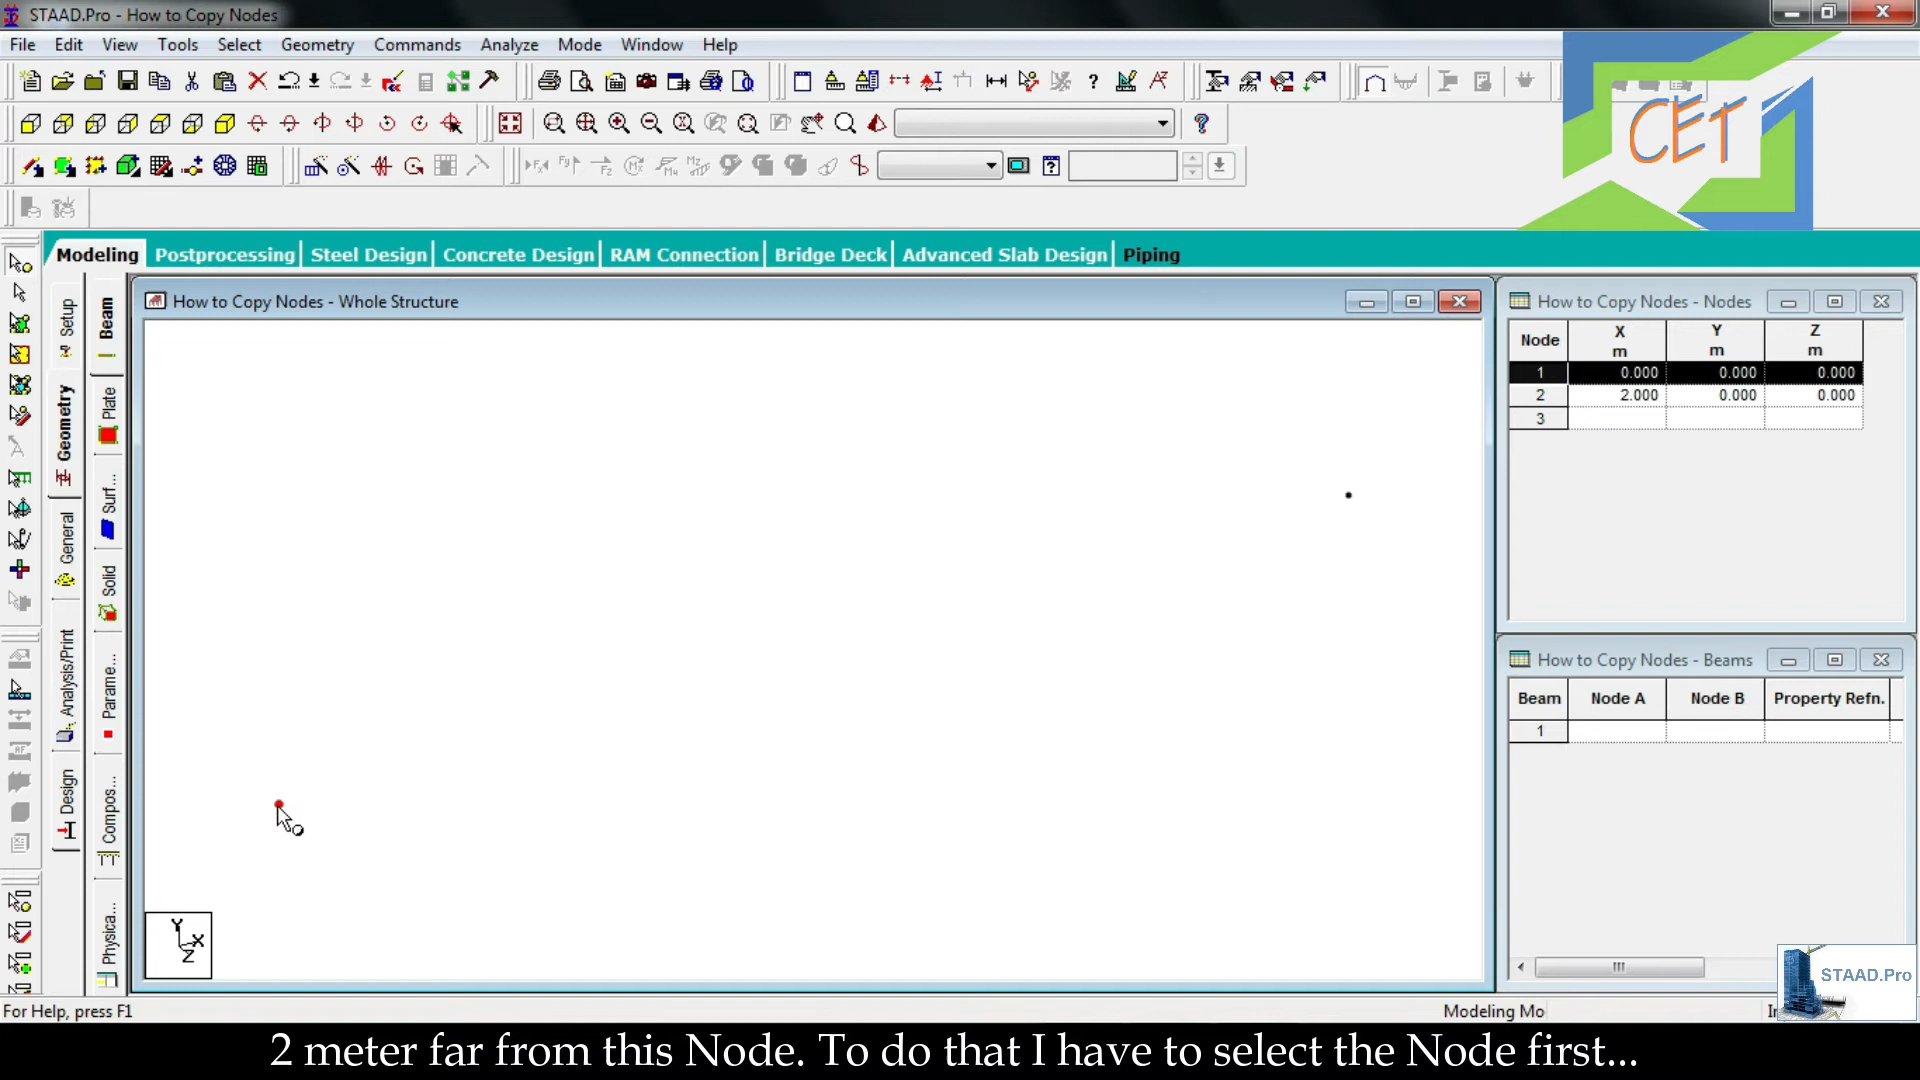 STAAD.Pro - How to Copy Nodes
File Edit View Tools Select Geometry Commands Analyze Mode Window Help
CET
Modeling Postprocessing Steel Design Concrete Design RAM Connection Bridge Deck Advanced Slab Design Piping
Setup
Geometry
General
Analysis/Print
Design
Beam
Plate
Surf...
Solid
Parame...
Compos...
Physica...
How to Copy Nodes - Whole Structure
Y
X
Z
How to Copy Nodes - Nodes
Node X m Y m Z m
1 0.000 0.000 0.000
2 2.000 0.000 0.000
3
How to Copy Nodes - Beams
Beam Node A Node B Property Refn.
1
STAAD.Pro
For Help, press F1
Modeling Mo
2 meter far from this Node. To do that I have to select the Node first...